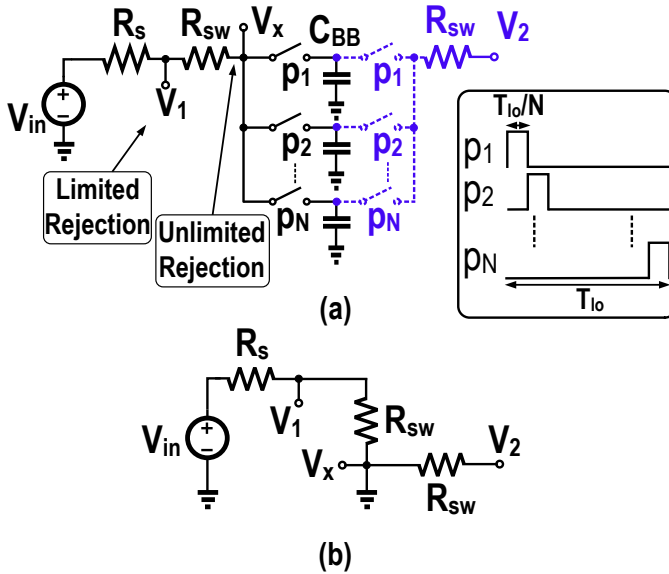 Rs
Rsw
Vx
CBB
Rsw
V2
Vin
V1
p1
p1
p2
p2
pN
pN
Limited
Rejection
Unlimited
Rejection
Tlo/N
p1
p2
pN
Tlo
(a)
Rs
V1
Rsw
Vin
Vx
V2
Rsw
(b)